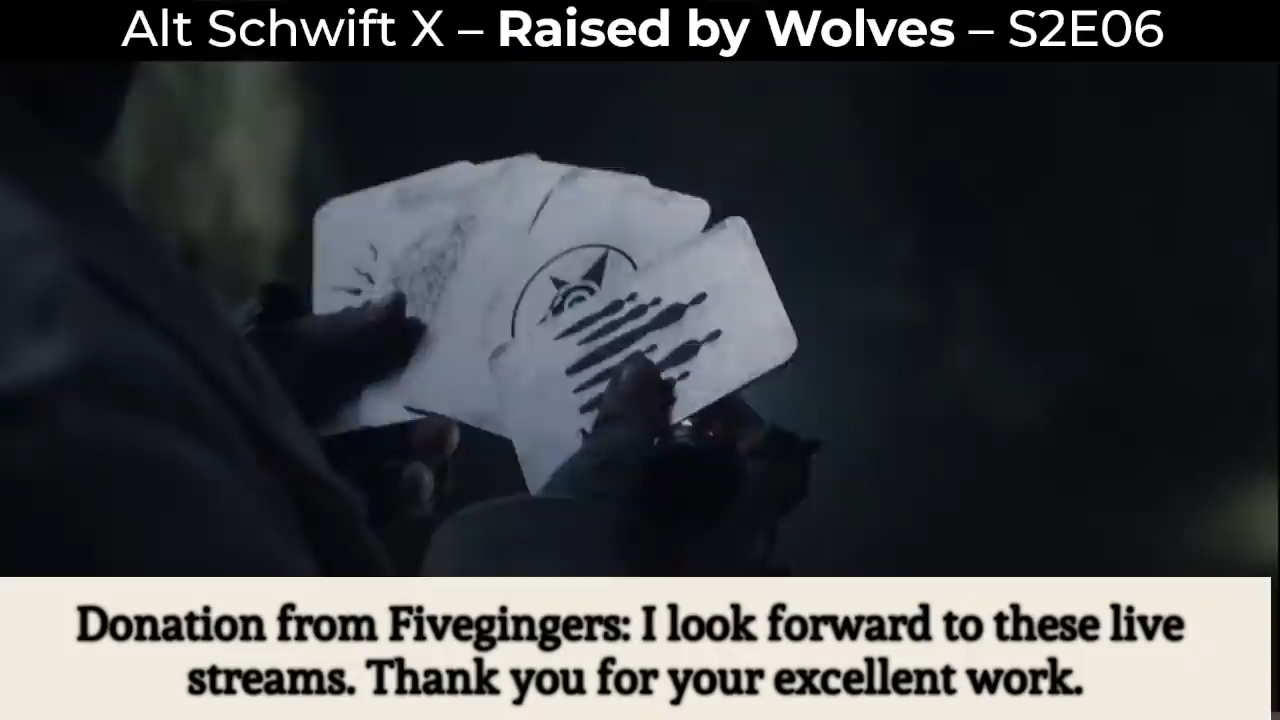 Alt Schwift X – Raised by Wolves – S2E06
Donation from Fivegingers: I look forward to these live
streams. Thank you for your excellent work.